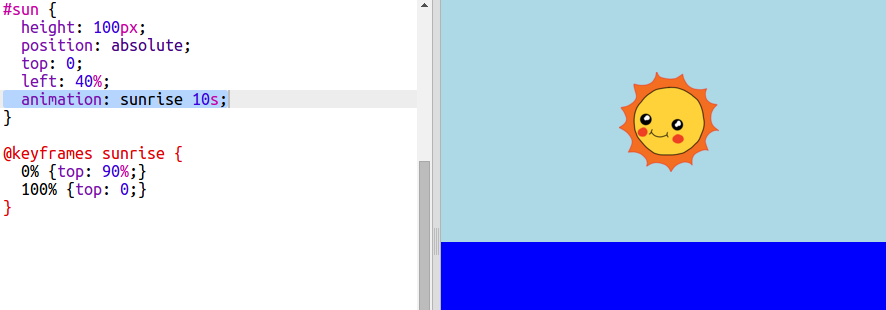 #sun {
  height: 100px;
  position: absolute;
  top: 0;
  left: 40%;
  animation: sunrise 10s;
}

@keyframes sunrise {
  0% {top: 90%;}
  100% {top: 0;}
}